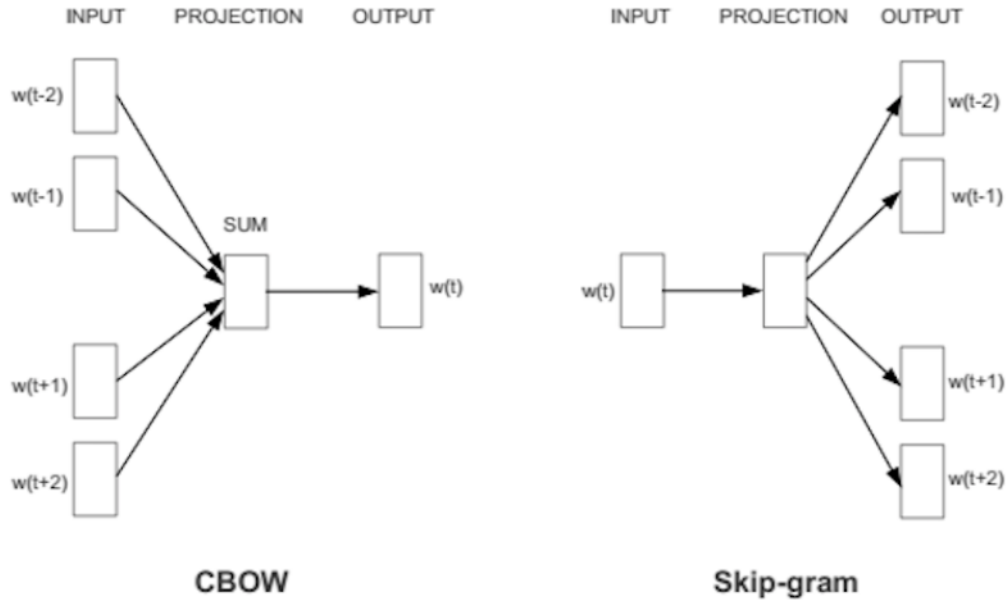 INPUT PROJECTION OUTPUT
w(t-2)
w(t-1)
SUM
w(t)
w(t+1)
w(t+2)
CBOW
INPUT PROJECTION OUTPUT
w(t-2)
w(t-1)
w(t)
w(t+1)
w(t+2)
Skip-gram